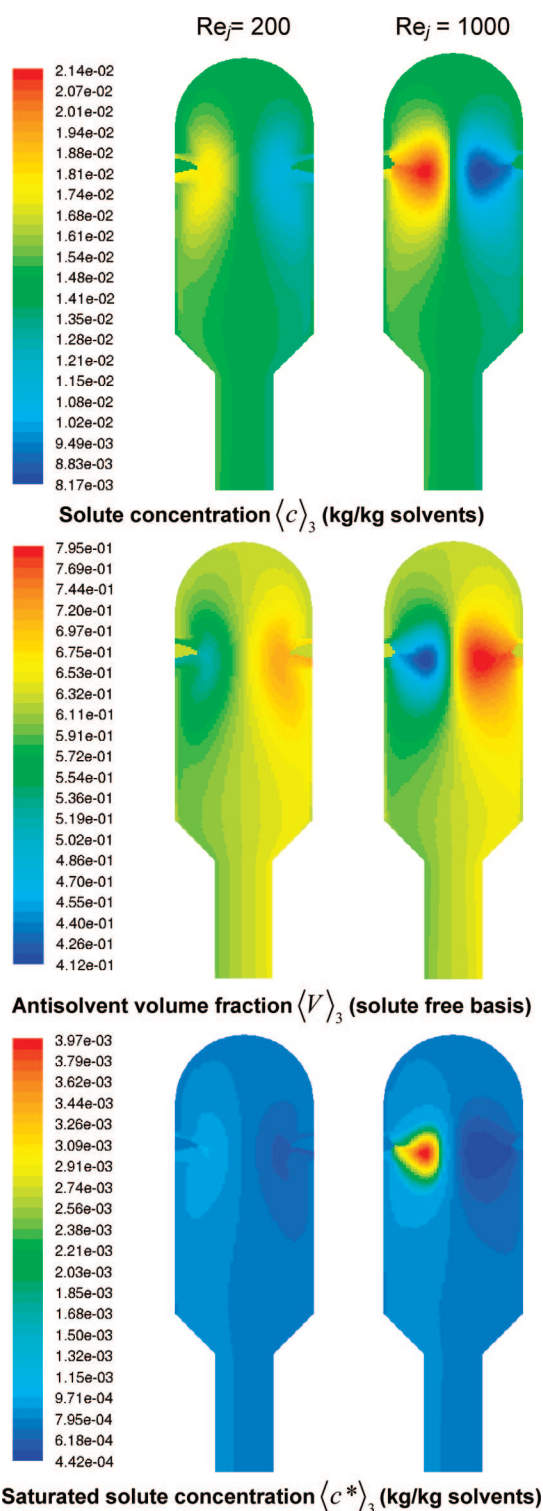 Re_j= 200 Re_j= 1000
2.14e-02
2.07e-02
2.01e-02
1.94e-02
1.88e-02
1.81e-02
1.74e-02
1.68e-02
1.61e-02
1.54e-02
1.48e-02
1.41e-02
1.35e-02
1.28e-02
1.21e-02
1.15e-02
1.08e-02
1.02e-02
9.49e-03
8.83e-03
8.17e-03
Solute concentration ⟨c⟩₃ (kg/kg solvents)
7.95e-01
7.69e-01
7.44e-01
7.20e-01
6.97e-01
6.75e-01
6.53e-01
6.32e-01
6.11e-01
5.91e-01
5.72e-01
5.54e-01
5.36e-01
5.19e-01
5.02e-01
4.86e-01
4.70e-01
4.55e-01
4.40e-01
4.26e-01
4.12e-01
Antisolvent volume fraction ⟨V⟩₃ (solute free basis)
3.97e-03
3.79e-03
3.62e-03
3.44e-03
3.26e-03
3.09e-03
2.91e-03
2.74e-03
2.56e-03
2.38e-03
2.21e-03
2.03e-03
1.85e-03
1.68e-03
1.50e-03
1.32e-03
1.15e-03
9.71e-04
7.95e-04
6.18e-04
4.42e-04
Saturated solute concentration ⟨c*⟩₃ (kg/kg solvents)